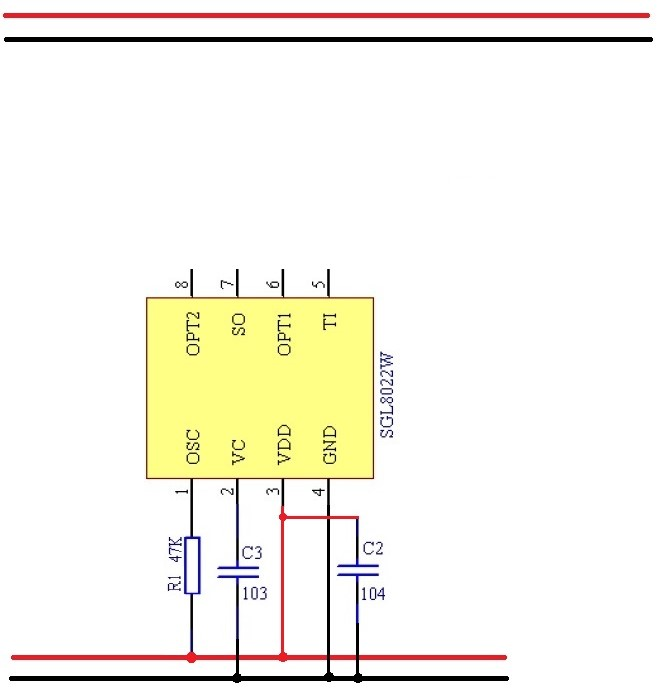 8 7 6 5
OPT2 SO OPT1 TI
SGL8022W
OSC VC VDD GND
1 2 3 4
R1 47K
C3
103
C2
104